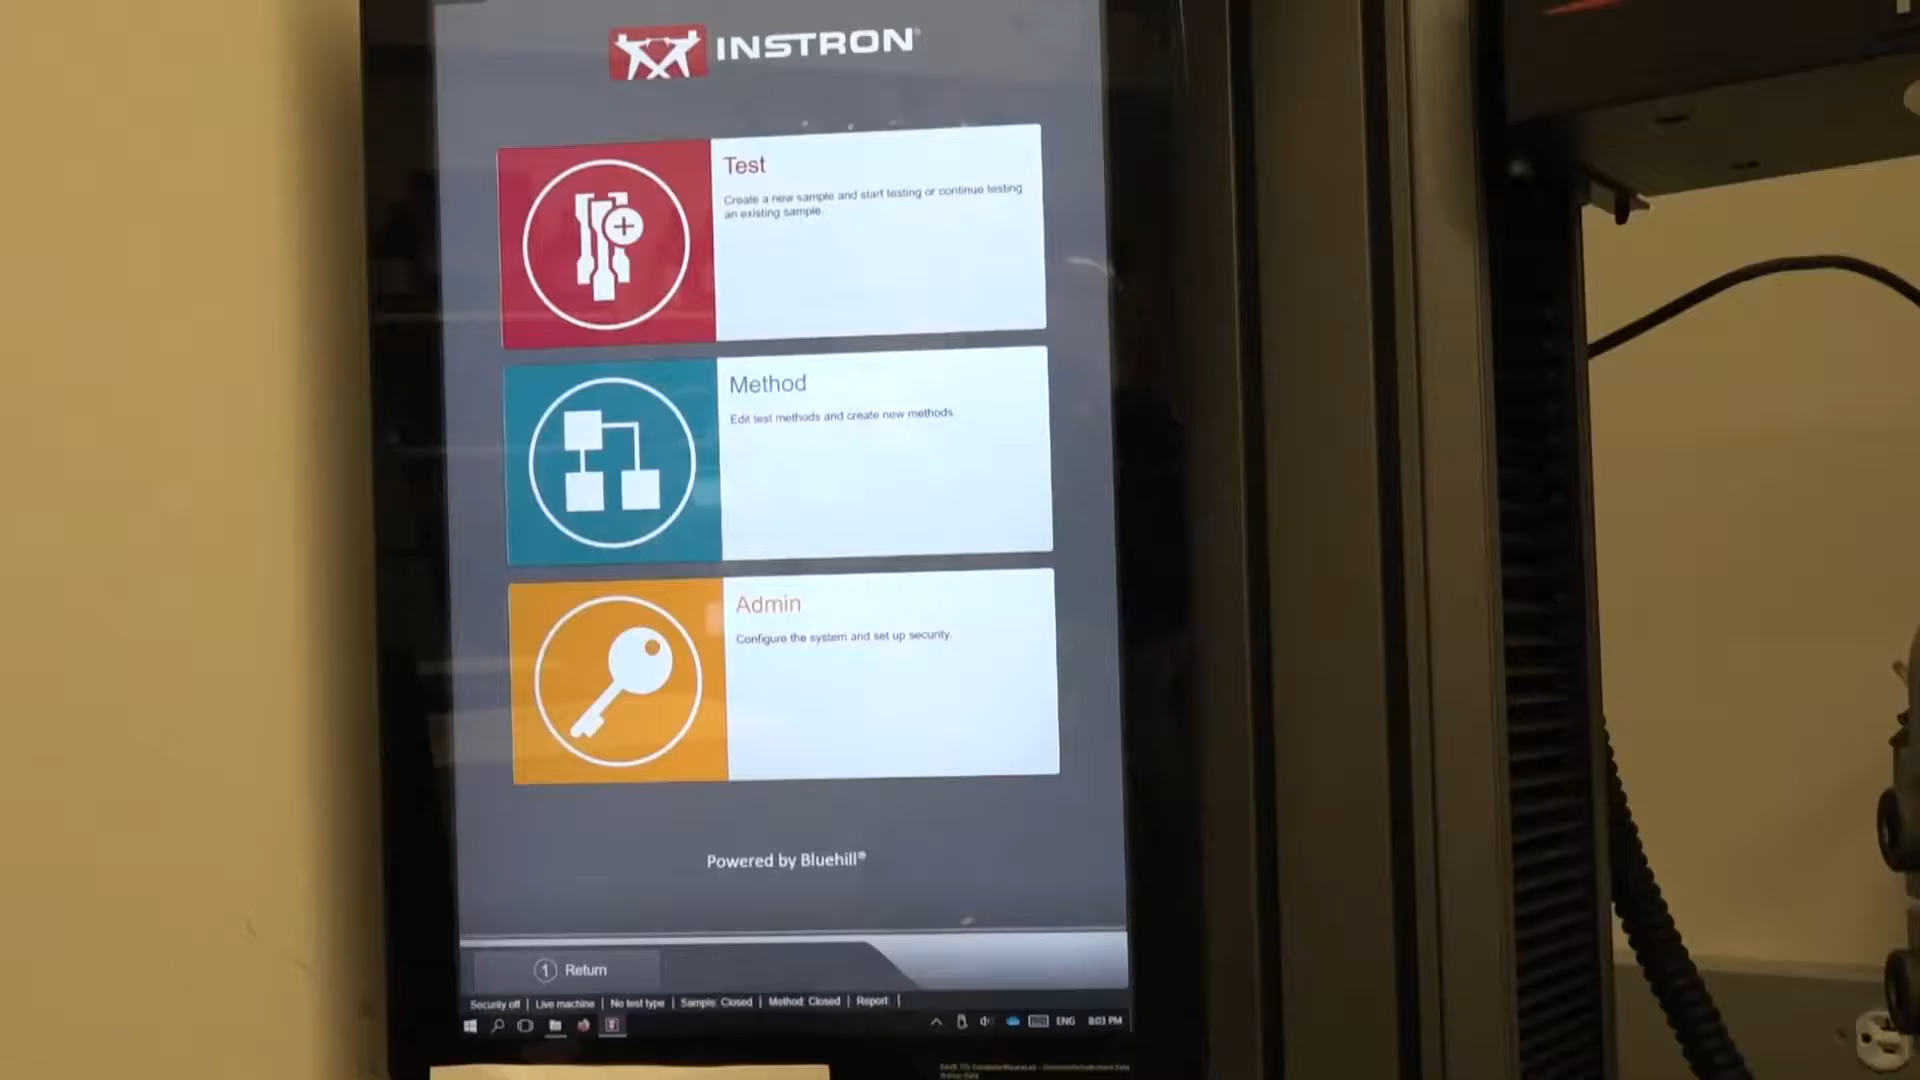 INSTRON®
Test
Create a new sample and start testing or continue testing
an existing sample.
Method
Edit test methods and create new methods.
Admin
Configure the system and set up security.
Powered by Bluehill®
1 Return
Security off | Live machine | No test type | Sample: Closed | Method: Closed | Report |
ENG 8:03 PM